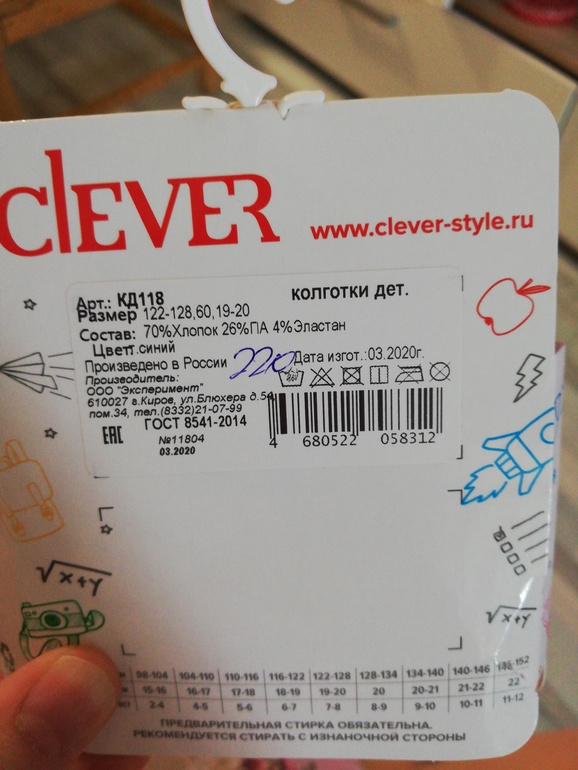 CLEVER
www.clever-style.ru
Арт.: КД118 колготки дет.
Размер 122-128,60,19-20
Состав: 70%Хлопок 26%ПА 4%Эластан
Цвет:синий
Произведено в России 220 Дата изгот.:03.2020г.
Производитель:
ООО "Эксперимент"
610027 г.Киров, ул.Блюхера д.54,
пом.34, тел.(8332)21-07-99
ЕАС ГОСТ 8541-2014
№11804
03.2020
4 680522 058312
√x+y
√x+y
98-104 104-110 110-116 116-122 122-128 128-134 134-140 140-146 146-152
15-16 16-17 17-18 18-19 19-20 20 20-21 21-22 22
2-4 4-5 5-6 6-7 7-8 8-9 9-10 10-11 11-12
ПРЕДВАРИТЕЛЬНАЯ СТИРКА ОБЯЗАТЕЛЬНА.
РЕКОМЕНДУЕТСЯ СТИРАТЬ С ИЗНАНОЧНОЙ СТОРОНЫ